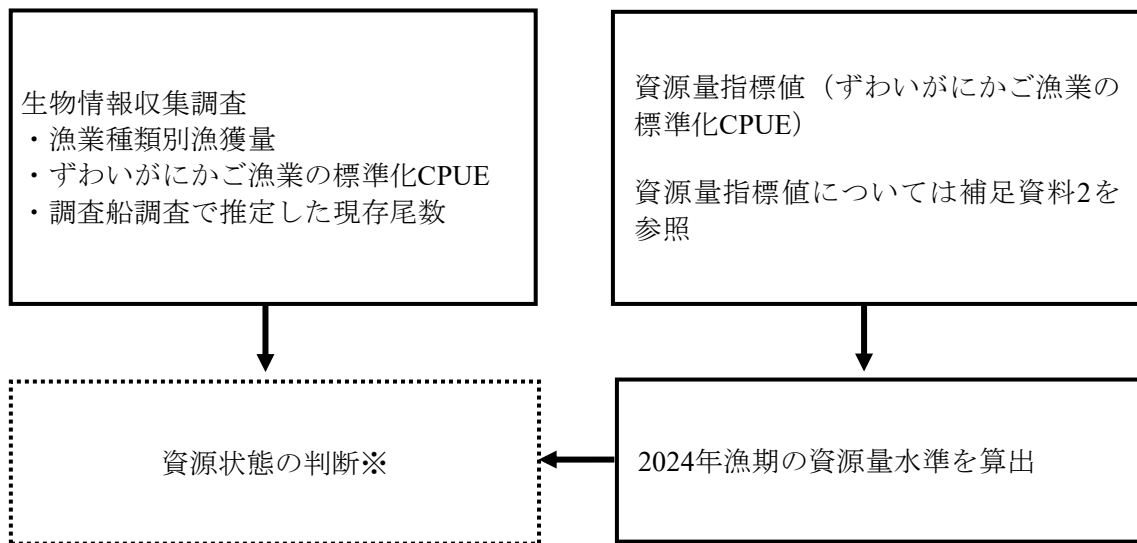 生物情報収集調査
・漁業種類別漁獲量
・ずわいがにかご漁業の標準化CPUE
・調査船調査で推定した現存尾数
資源量指標値（ずわいがにかご漁業の
標準化CPUE）
資源量指標値については補足資料2を
参照
資源状態の判断※
2024年漁期の資源量水準を算出